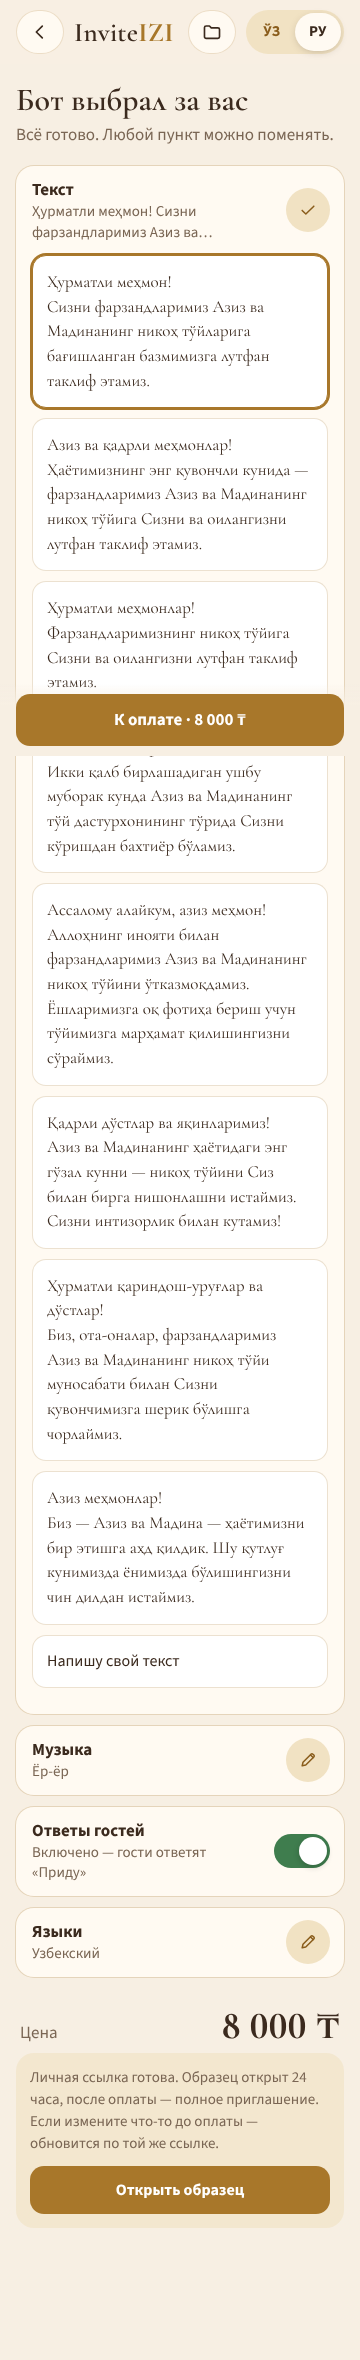 InviteIZI
ЎЗ
РУ
Бот выбрал за вас
Всё готово. Любой пункт можно поменять.
Текст
Ҳурматли меҳмон! Сизни
фарзандларимиз Азиз ва…
Ҳурматли меҳмон!
Сизни фарзандларимиз Азиз ва
Мадинанинг никоҳ тўйларига
бағишланган базмимизга лутфан
таклиф этамиз.
Азиз ва қадрли меҳмонлар!
Ҳаётимизнинг энг қувончли кунида —
фарзандларимиз Азиз ва Мадинанинг
никоҳ тўйига Сизни ва оилангизни
лутфан таклиф этамиз.
Ҳурматли меҳмонлар!
Фарзандларимизнинг никоҳ тўйига
Сизни ва оилангизни лутфан таклиф
этамиз.
К оплате · 8 000 ₸
Икки қалб бирлашадиган ушбу
муборак кунда Азиз ва Мадинанинг
тўй дастурхонининг тўрида Сизни
кўришдан бахтиёр бўламиз.
Ассалому алайкум, азиз меҳмон!
Аллоҳнинг инояти билан
фарзандларимиз Азиз ва Мадинанинг
никоҳ тўйини ўтказмоқдамиз.
Ёшларимизга оқ фотиҳа бериш учун
тўйимизга марҳамат қилишингизни
сўраймиз.
Қадрли дўстлар ва яқинларимиз!
Азиз ва Мадинанинг ҳаётидаги энг
гўзал кунни — никоҳ тўйини Сиз
билан бирга нишонлашни истаймиз.
Сизни интизорлик билан кутамиз!
Ҳурматли қариндош-уруғлар ва
дўстлар!
Биз, ота-оналар, фарзандларимиз
Азиз ва Мадинанинг никоҳ тўйи
муносабати билан Сизни
қувончимизга шерик бўлишга
чорлаймиз.
Азиз меҳмонлар!
Биз — Азиз ва Мадина — ҳаётимизни
бир этишга аҳд қилдик. Шу қутлуғ
кунимизда ёнимизда бўлишингизни
чин дилдан истаймиз.
Напишу свой текст
Музыка
Ёр-ёр
Ответы гостей
Включено — гости ответят
«Приду»
Языки
Узбекский
Цена
8 000 ₸
Личная ссылка готова. Образец открыт 24
часа, после оплаты — полное приглашение.
Если измените что-то до оплаты —
обновится по той же ссылке.
Открыть образец